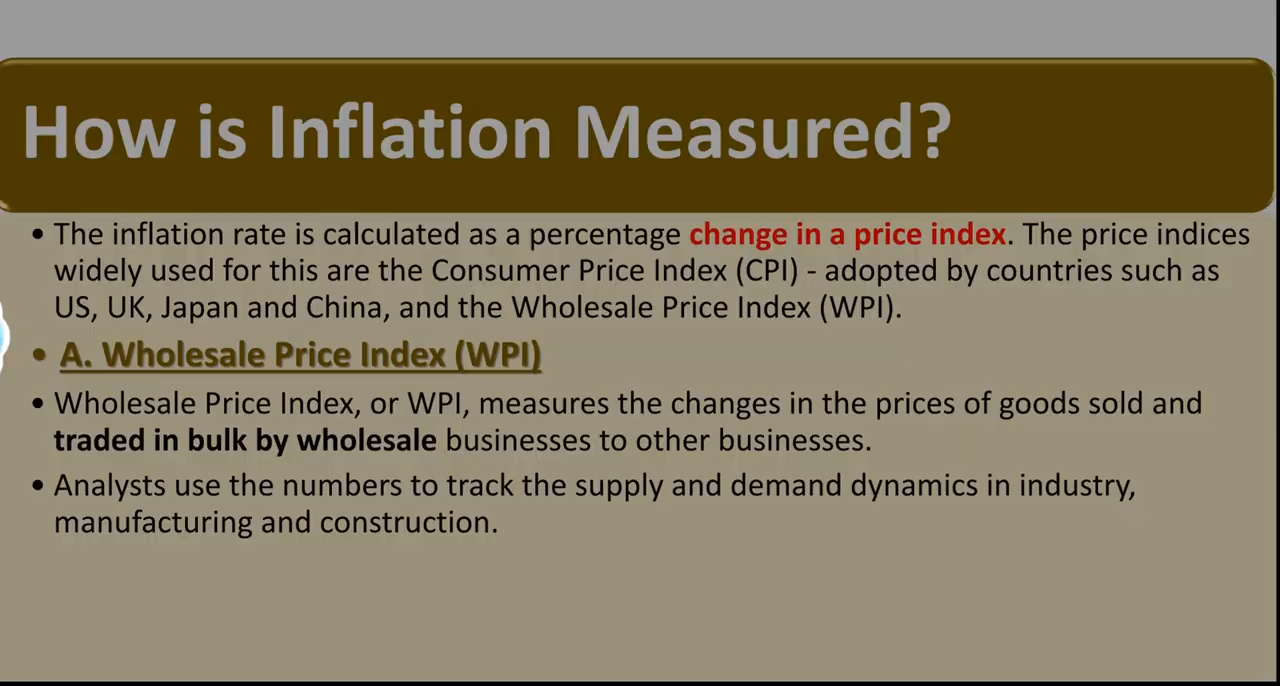 How is Inflation Measured?
• The inflation rate is calculated as a percentage change in a price index. The price indices
widely used for this are the Consumer Price Index (CPI) - adopted by countries such as
US, UK, Japan and China, and the Wholesale Price Index (WPI).
• A. Wholesale Price Index (WPI)
• Wholesale Price Index, or WPI, measures the changes in the prices of goods sold and
traded in bulk by wholesale businesses to other businesses.
• Analysts use the numbers to track the supply and demand dynamics in industry,
manufacturing and construction.